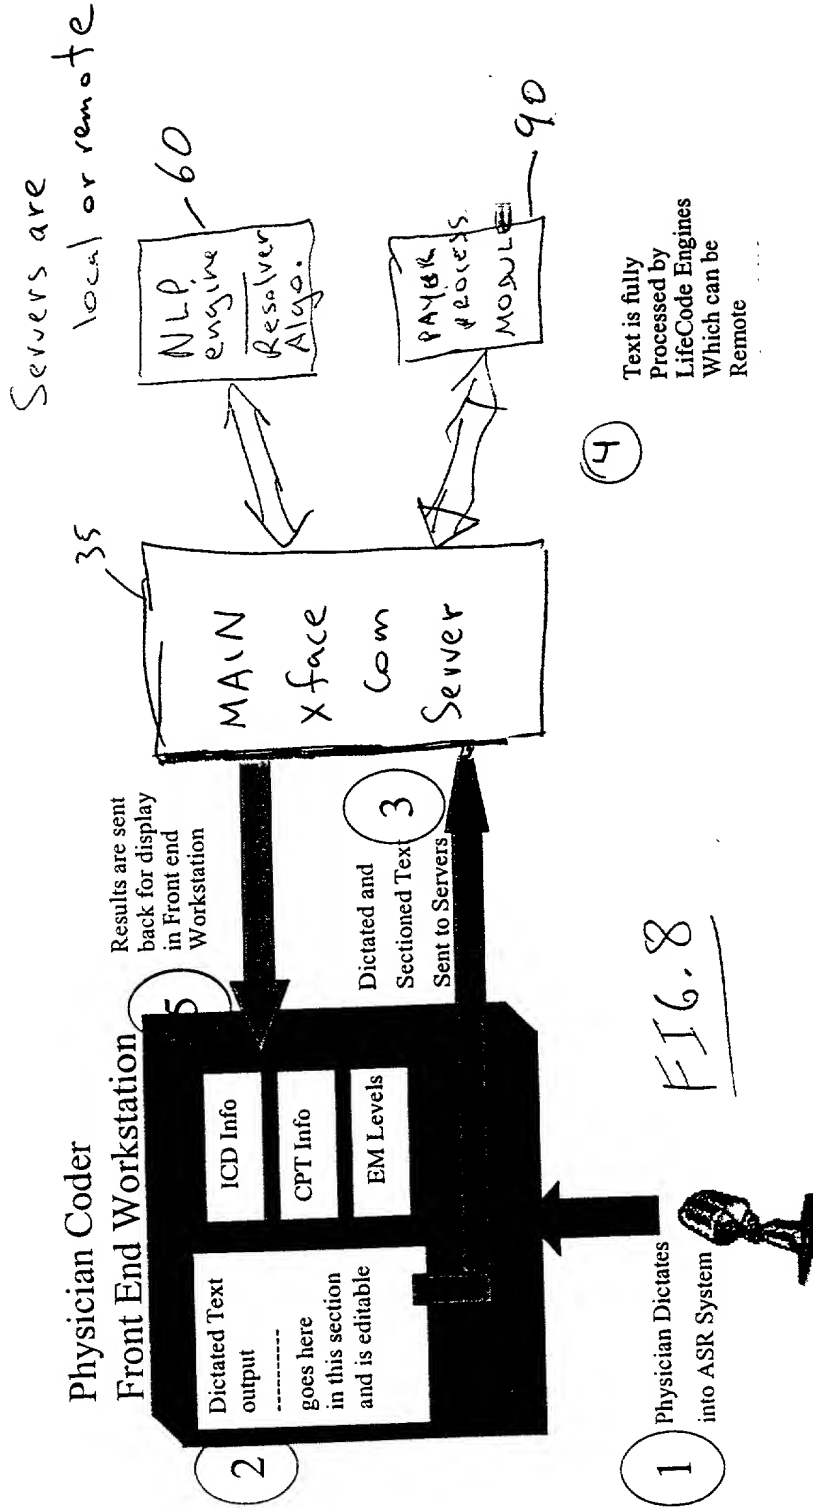 Servers are
local or remote
Physician Coder
Front End Workstation
2
Dictated Text
output
----------
goes here
in this section
and is editable
ICD Info
CPT Info
EM Levels
5
Results are sent
back for display
in Front end
Workstation
3
Dictated and
Sectioned Text
Sent to Servers
35
MAIN
Xface
Com
Server
NLP
engine
Resolver
Algo.
60
PAYER
PROCESS.
MODULE
90
4
Text is fully
Processed by
LifeCode Engines
Which can be
Remote
1
Physician Dictates
into ASR System
FIG. 8